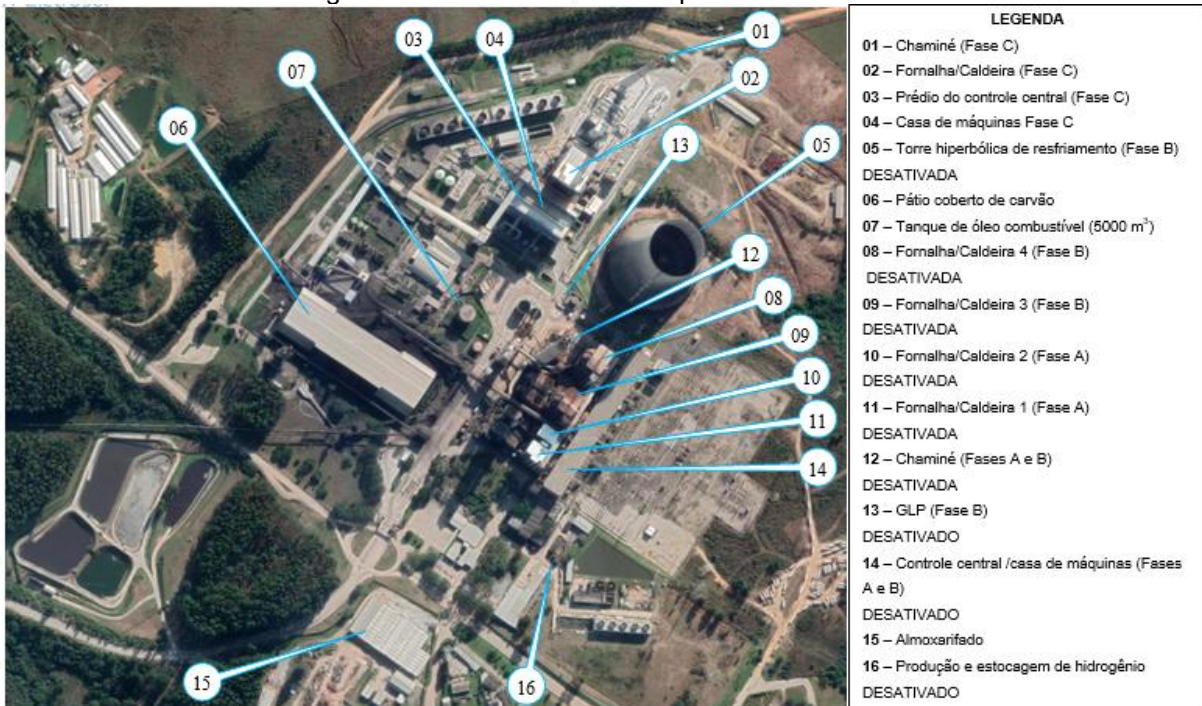 LEGENDA
01 – Chaminé (Fase C)
02 – Fornalha/Caldeira (Fase C)
03 – Prédio do controle central (Fase C)
04 – Casa de máquinas Fase C
05 – Torre hiperbólica de resfriamento (Fase B)
DESATIVADA
06 – Pátio coberto de carvão
07 – Tanque de óleo combustível (5000 m³)
08 – Fornalha/Caldeira 4 (Fase B)
DESATIVADA
09 – Fornalha/Caldeira 3 (Fase B)
DESATIVADA
10 – Fornalha/Caldeira 2 (Fase A)
DESATIVADA
11 – Fornalha/Caldeira 1 (Fase A)
DESATIVADA
12 – Chaminé (Fases A e B)
DESATIVADA
13 – GLP (Fase B)
DESATIVADO
14 – Controle central /casa de máquinas (Fases
A e B)
DESATIVADO
15 – Almoxarifado
16 – Produção e estocagem de hidrogênio
DESATIVADO
01
04
03
02
07
06
13
05
12
08
09
10
11
14
15
16